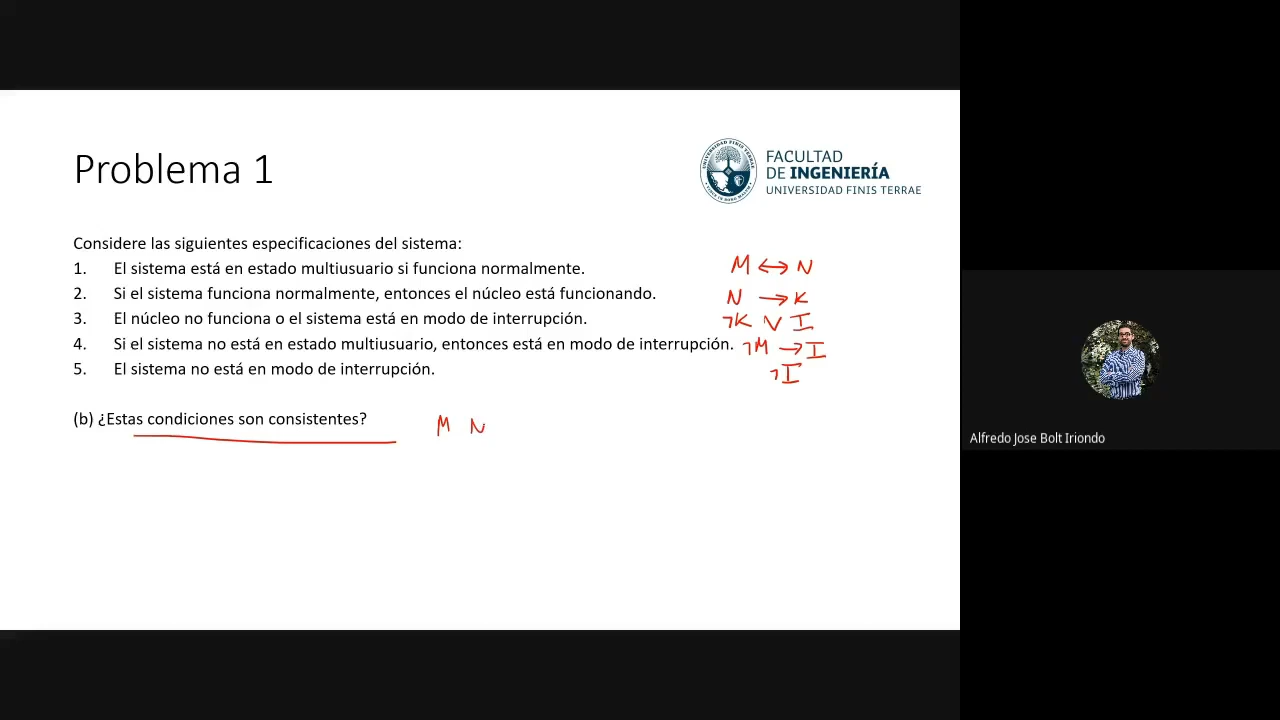 Problema 1
FACULTAD
DE INGENIERÍA
UNIVERSIDAD FINIS TERRAE
Considere las siguientes especificaciones del sistema:
1. El sistema está en estado multiusuario si funciona normalmente. M ↔ N
2. Si el sistema funciona normalmente, entonces el núcleo está funcionando. N → K
3. El núcleo no funciona o el sistema está en modo de interrupción. ¬K ∨ I
4. Si el sistema no está en estado multiusuario, entonces está en modo de interrupción. ¬M → I
5. El sistema no está en modo de interrupción. ¬I
(b) ¿Estas condiciones son consistentes? M N
Alfredo Jose Bolt Iriondo